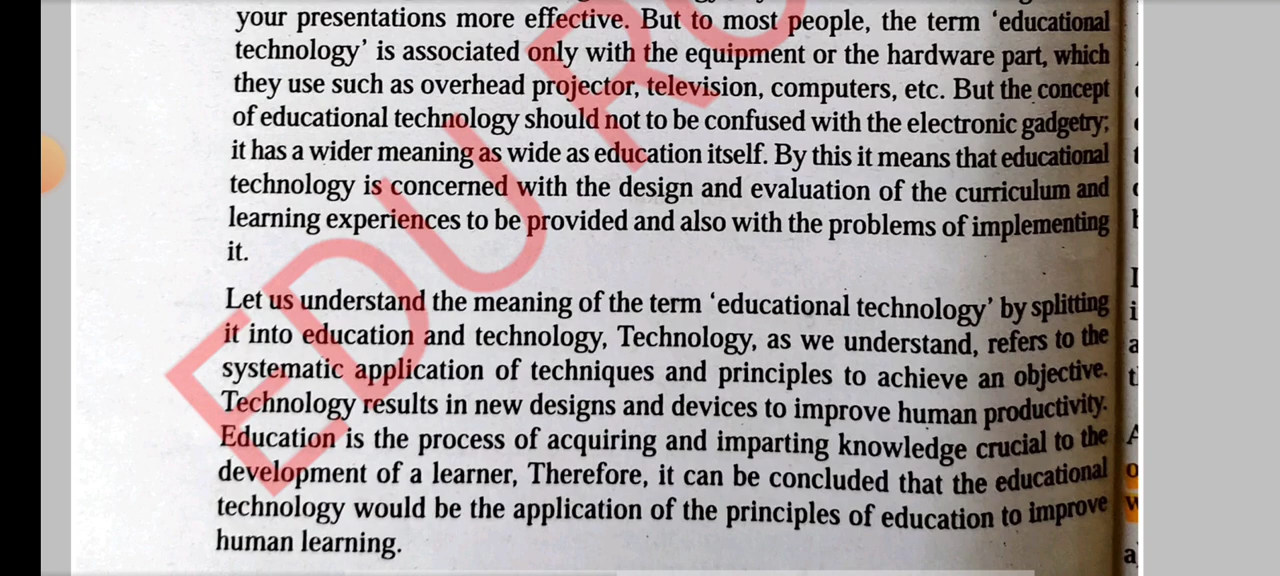 your presentations more effective. But to most people, the term ‘educational
technology’ is associated only with the equipment or the hardware part, which
they use such as overhead projector, television, computers, etc. But the concept
of educational technology should not to be confused with the electronic gadgetry;
it has a wider meaning as wide as education itself. By this it means that educational
technology is concerned with the design and evaluation of the curriculum and
learning experiences to be provided and also with the problems of implementing
it.
Let us understand the meaning of the term ‘educational technology’ by splitting
it into education and technology, Technology, as we understand, refers to the
systematic application of techniques and principles to achieve an objective.
Technology results in new designs and devices to improve human productivity.
Education is the process of acquiring and imparting knowledge crucial to the
development of a learner, Therefore, it can be concluded that the educational
technology would be the application of the principles of education to improve
human learning.
EDU